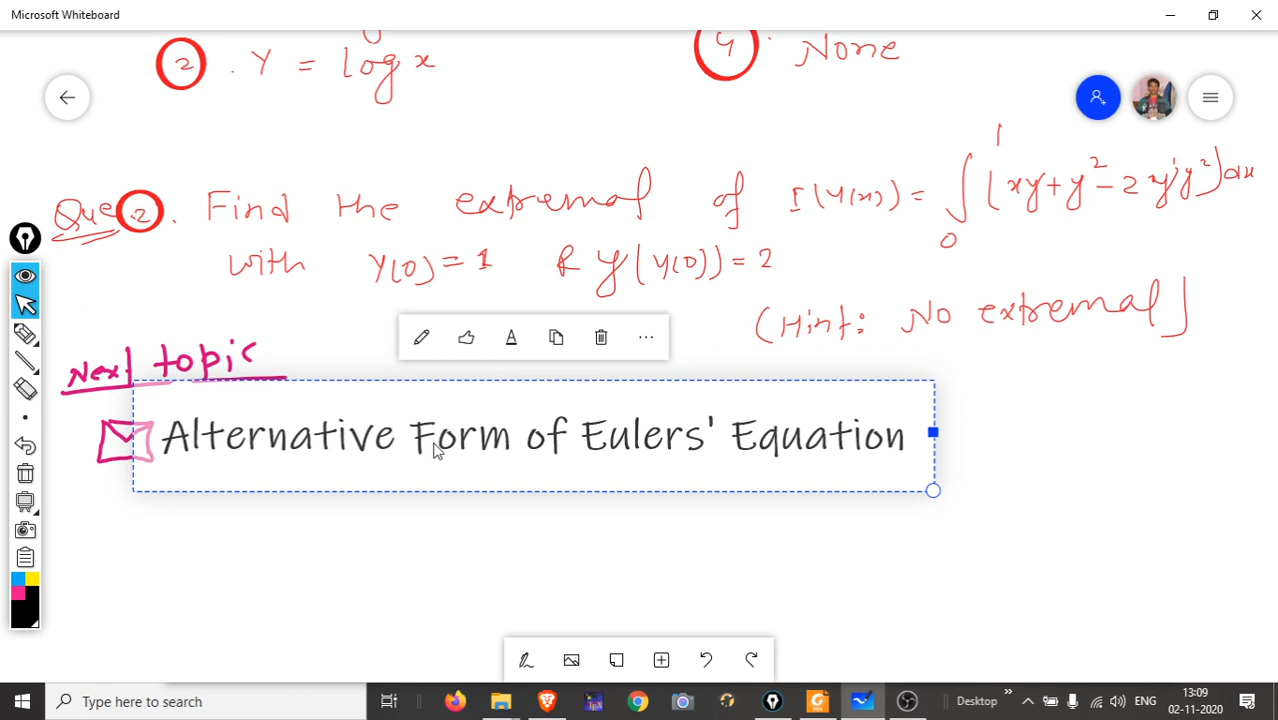 Microsoft Whiteboard
2 . Y = log x
4 . None
Que 2. Find the extremal of I(Y(x)) = ∫₀¹ (xy+y²-2y²y')dx
with Y(0) = 1 & y(y(0)) = 2
(Hint: No extremal]
Next topic
Alternative Form of Eulers' Equation
Type here to search
Desktop
ENG
13:09
02-11-2020